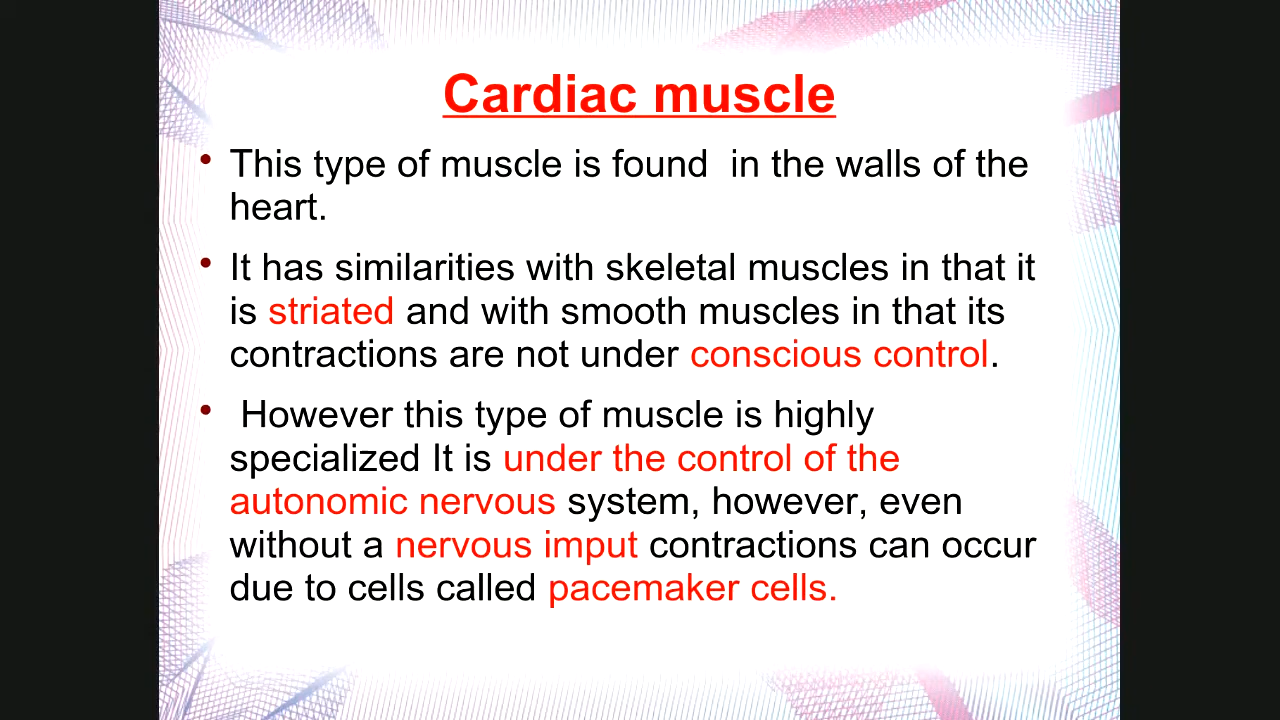 Cardiac muscle
• This type of muscle is found  in the walls of the
heart.
• It has similarities with skeletal muscles in that it
is striated and with smooth muscles in that its
contractions are not under conscious control.
•  However this type of muscle is highly
specialized It is under the control of the
autonomic nervous system, however, even
without a nervous imput contractions can occur
due to cells called pacemaker cells.